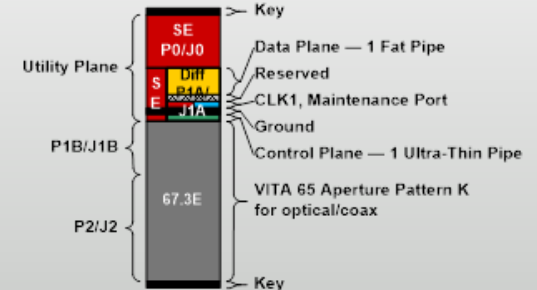 Key
SE
P0/J0
Utility Plane
Data Plane — 1 Fat Pipe
Diff
P1A/
S
E
Reserved
CLK1, Maintenance Port
J1A
Ground
Control Plane — 1 Ultra-Thin Pipe
P1B/J1B
67.3E
VITA 65 Aperture Pattern K
for optical/coax
P2/J2
Key